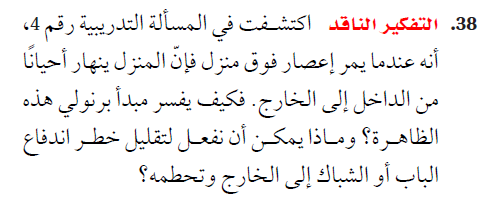 38. التفكير الناقد اكتشفت في المسألة التدريبية رقم 4،
أنه عندما يمر إعصار فوق منزل فإنّ المنزل ينهار أحيانًا
من الداخل إلى الخارج. فكيف يفسر مبدأ برنولي هذه
الظاهرة؟ وماذا يمكن أن نفعل لتقليل خطر اندفاع
الباب أو الشباك إلى الخارج وتحطمه؟